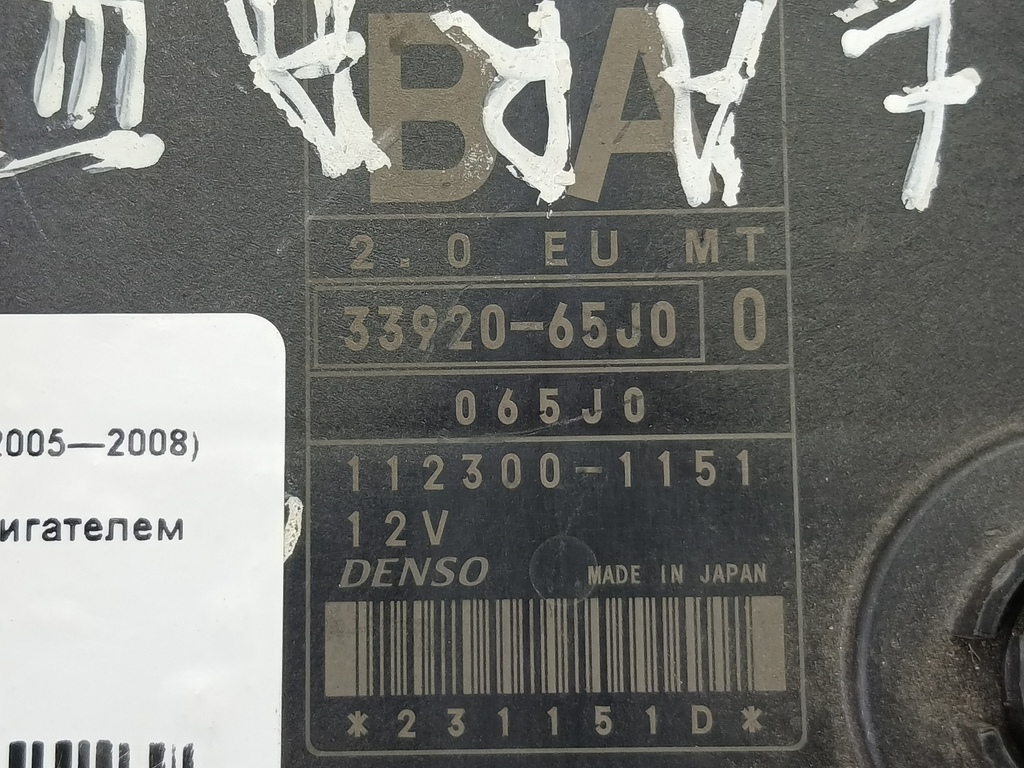 BA
2.0 EU MT
33920-65J0 0
065J0
112300-1151
12V
DENSO MADE IN JAPAN
*231151D*
2005—2008)